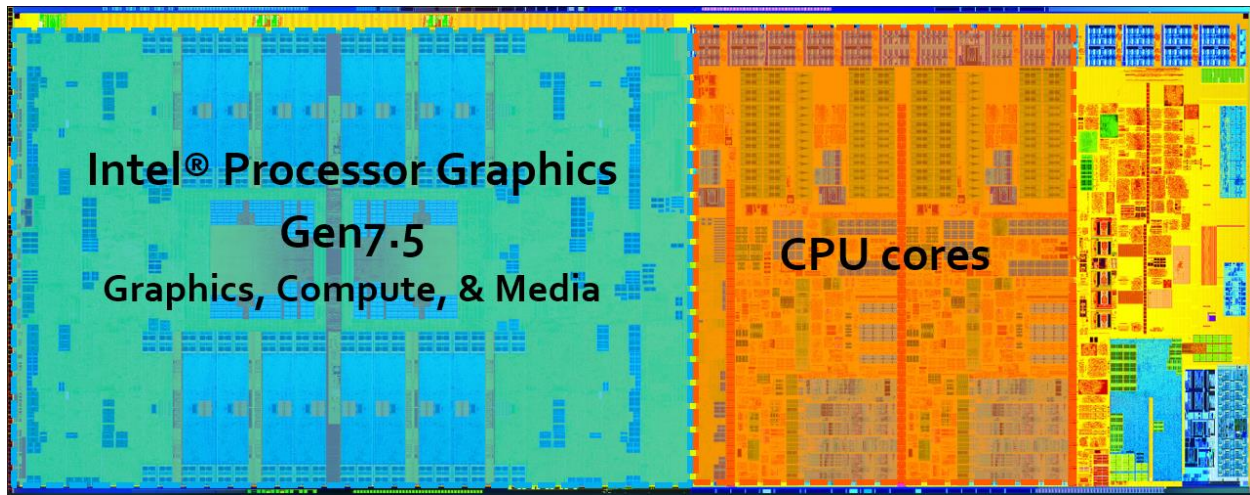 Intel® Processor Graphics
Gen7.5
Graphics, Compute, & Media
CPU cores